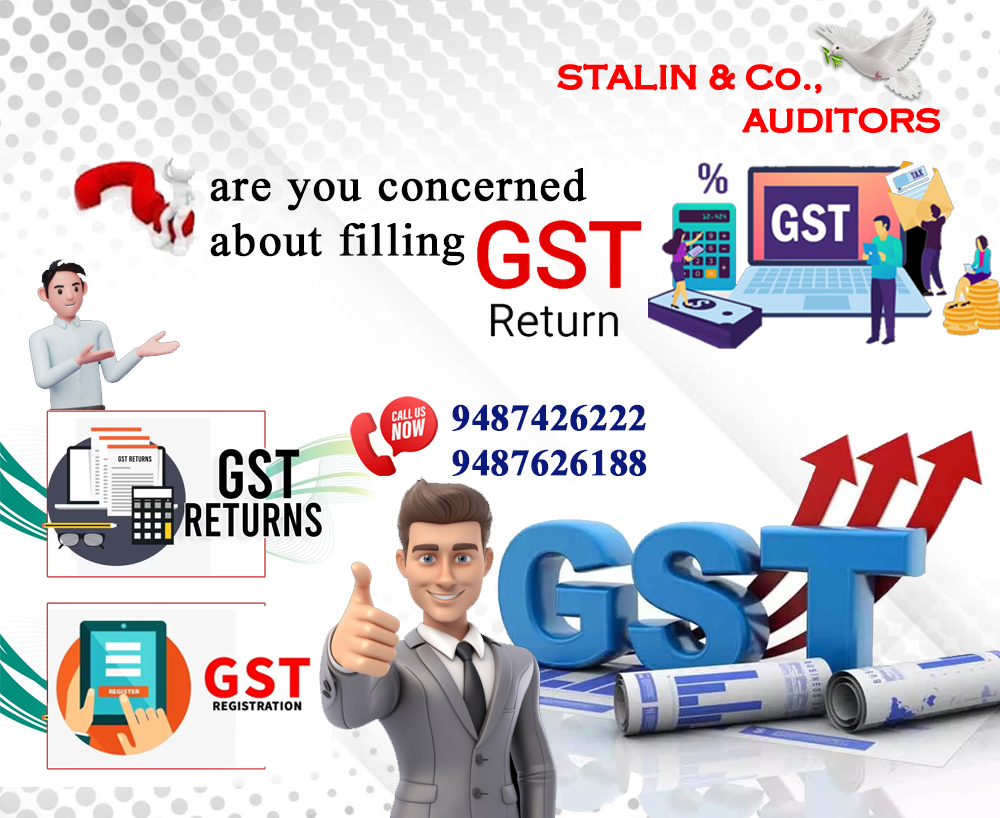 STALIN & Co.,
AUDITORS
are you concerned
about filling GST
Return
%
GST
TAX
CALL US
NOW
9487426222
9487626188
GST RETURNS
GST
RETURNS
GST
REGISTER
GST
REGISTRATION